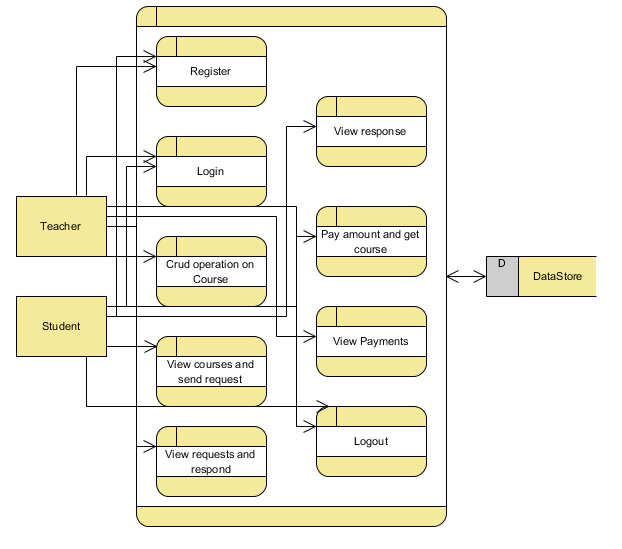 Register
View response
Login
Teacher
Pay amount and get
course
D
DataStore
Crud operation on
Course
Student
View Payments
View courses and
send request
Logout
View requests and
respond